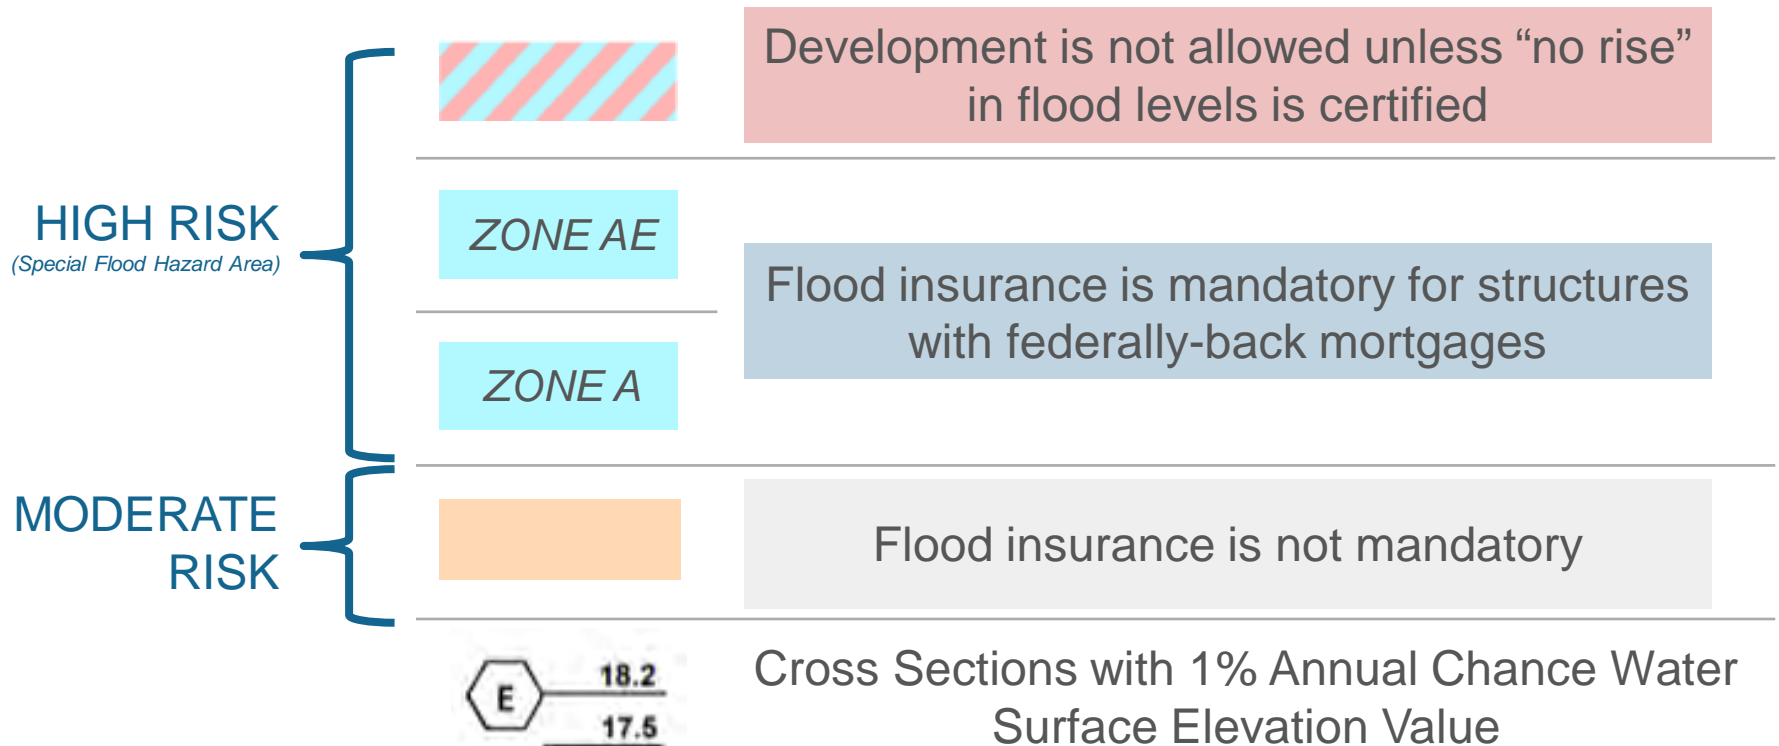 Development is not allowed unless “no rise”
in flood levels is certified
HIGH RISK
(Special Flood Hazard Area)
ZONE AE
Flood insurance is mandatory for structures
with federally-back mortgages
ZONE A
MODERATE
RISK
Flood insurance is not mandatory
E
18.2
17.5
Cross Sections with 1% Annual Chance Water
Surface Elevation Value